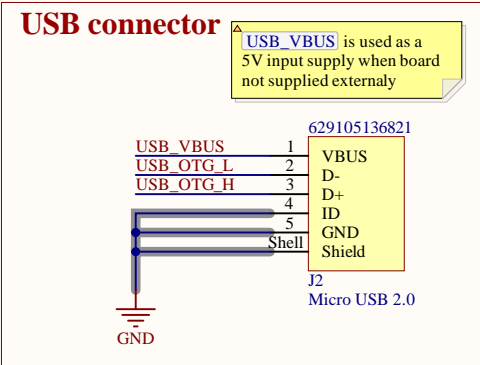 USB connector
USB_VBUS is used as a
5V input supply when board
not supplied externaly
629105136821
USB_VBUS 1 VBUS
USB_OTG_L 2 D-
USB_OTG_H 3 D+
4 ID
5 GND
Shell Shield
J2
Micro USB 2.0
GND